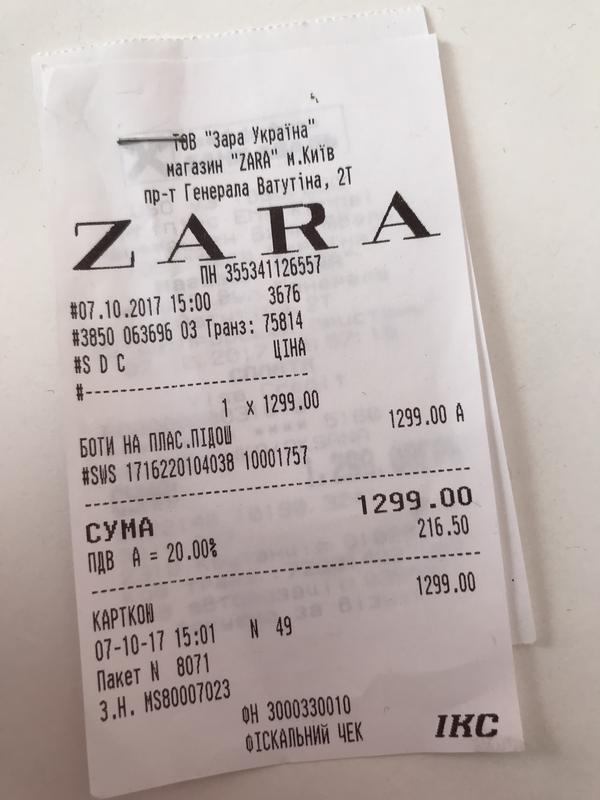 ТОВ "Зара Україна"
магазин "ZARA" м.Київ
пр-т Генерала Ватутіна, 2Т
ZARA
ПН 355341126557
#07.10.2017 15:00 3676
#3850 063696 03 Транз: 75814
#S D C ЦІНА
#--------------------------------
1 x 1299.00
БОТИ НА ПЛАС.ПІДОШ 1299.00 А
#SWS 1716220104038 10001757
СУМА 1299.00
ПДВ А = 20.00% 216.50
КАРТКОЮ 1299.00
07-10-17 15:01 N 49
Пакет N 8071
З.Н. MS80007023
ФН 3000330010
ФІСКАЛЬНИЙ ЧЕК ІКС